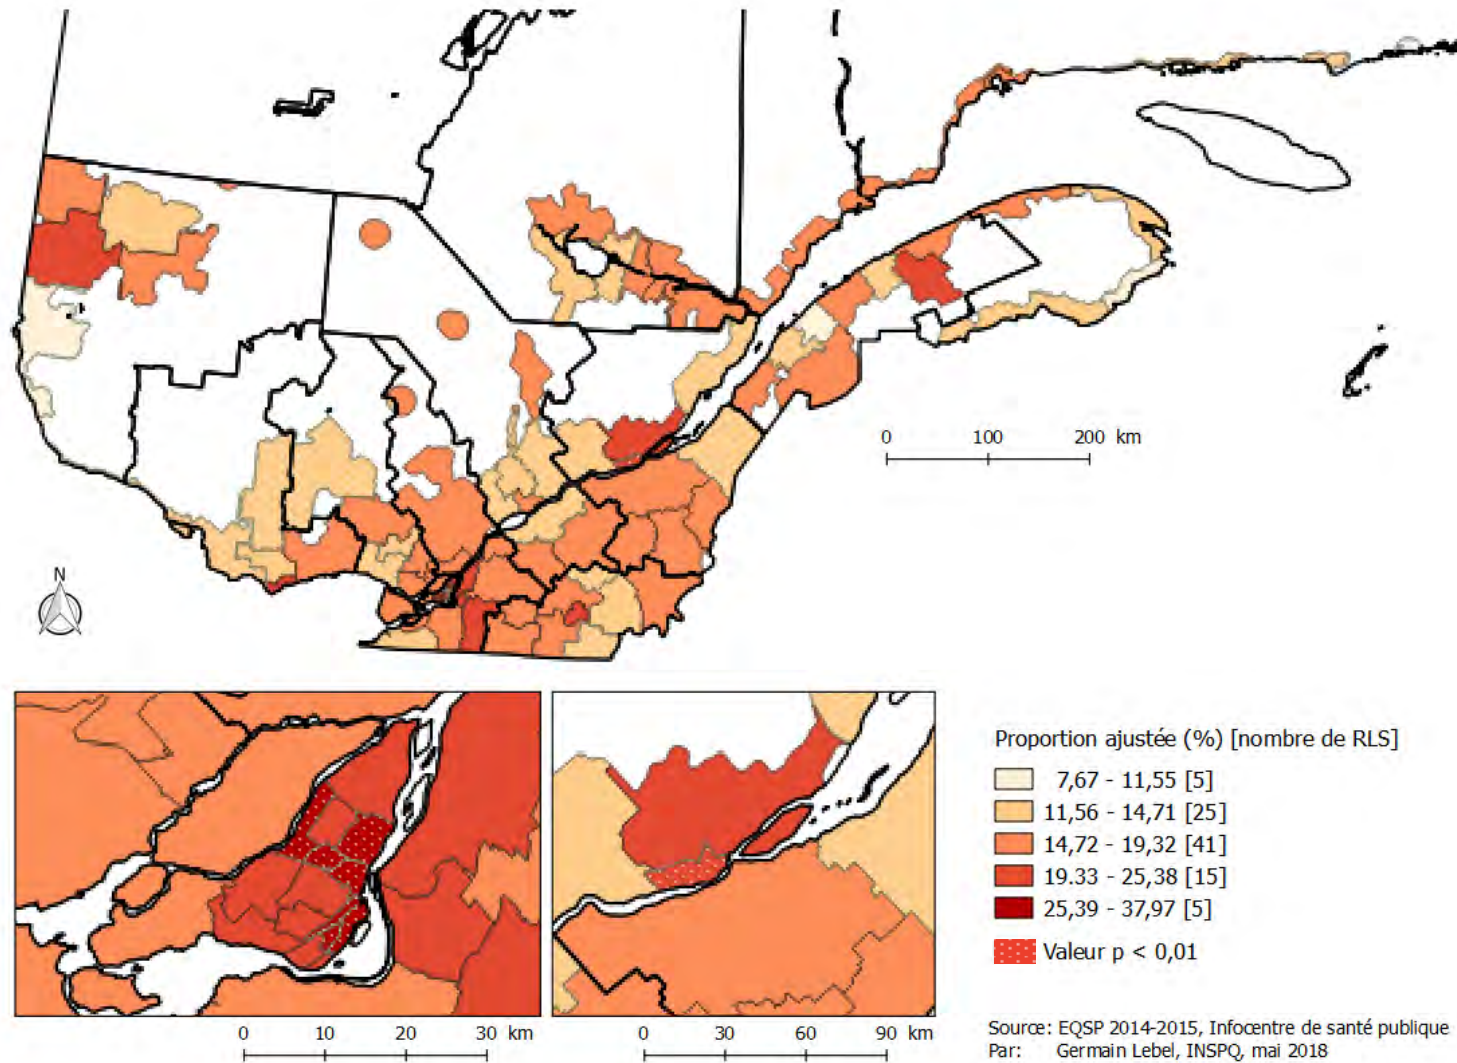 0 100 200 km
N
Proportion ajustée (%) [nombre de RLS]
7,67 - 11,55 [5]
11,56 - 14,71 [25]
14,72 - 19,32 [41]
19.33 - 25,38 [15]
25,39 - 37,97 [5]
Valeur p < 0,01
0 10 20 30 km
0 30 60 90 km
Source: EQSP 2014-2015, Infocentre de santé publique
Par: Germain Lebel, INSPQ, mai 2018